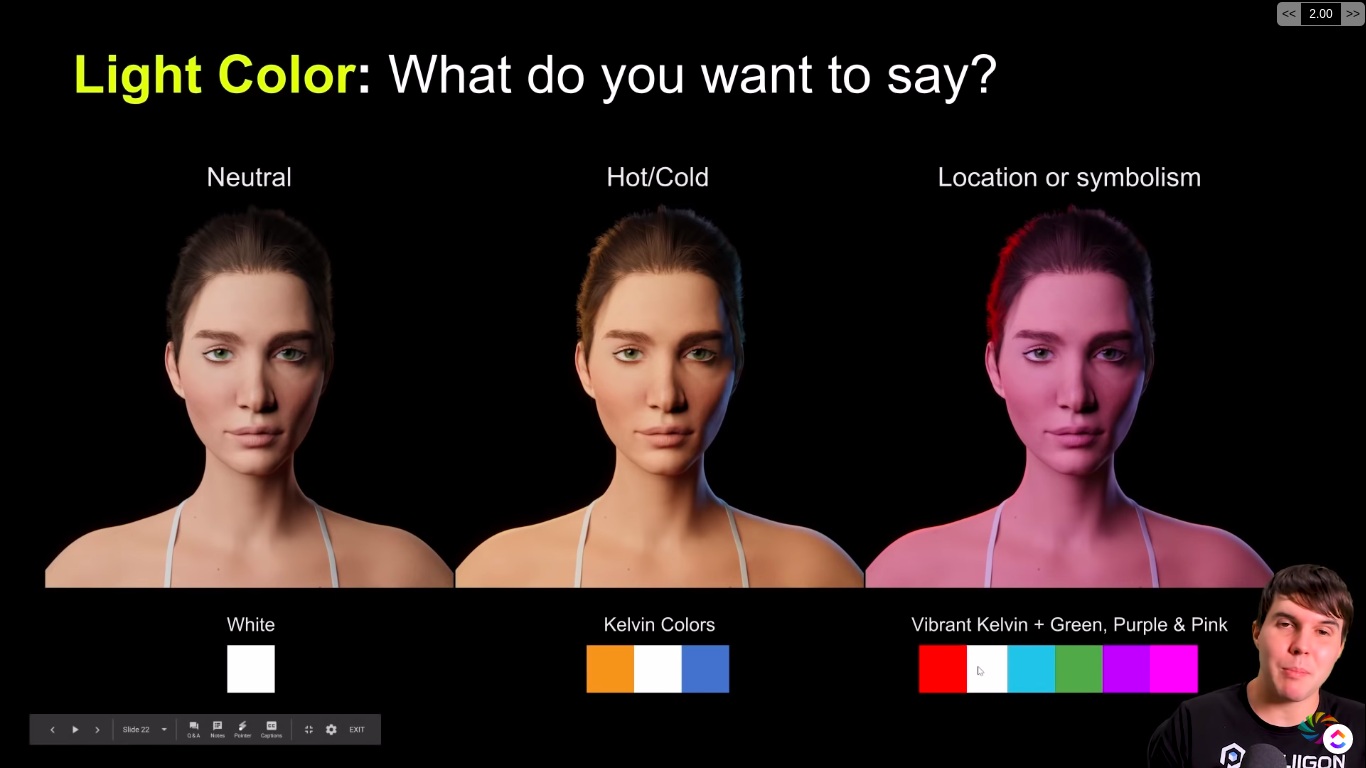 << 2.00 >>
Light Color: What do you want to say?
Neutral
Hot/Cold
Location or symbolism
White
Kelvin Colors
Vibrant Kelvin + Green, Purple & Pink
Slide 22
Q&A Notes Pointer Captions
EXIT